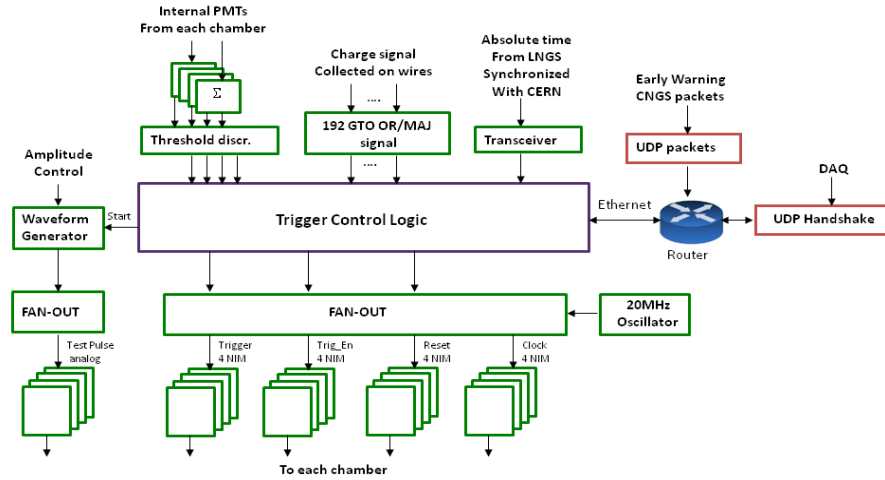 Internal PMTs
From each chamber
Charge signal
Collected on wires
....
Absolute time
From LNGS
Synchronized
With CERN
Early Warning
CNGS packets
Σ
Threshold discr.
192 GTO OR/MAJ
signal
....
Transceiver
UDP packets
Amplitude
Control
DAQ
Waveform
Generator
Start
Trigger Control Logic
Ethernet
Router
UDP Handshake
FAN-OUT
FAN-OUT
20MHz
Oscillator
Test Pulse
analog
Trigger
4 NIM
Trig_En
4 NIM
Reset
4 NIM
Clock
4 NIM
To each chamber